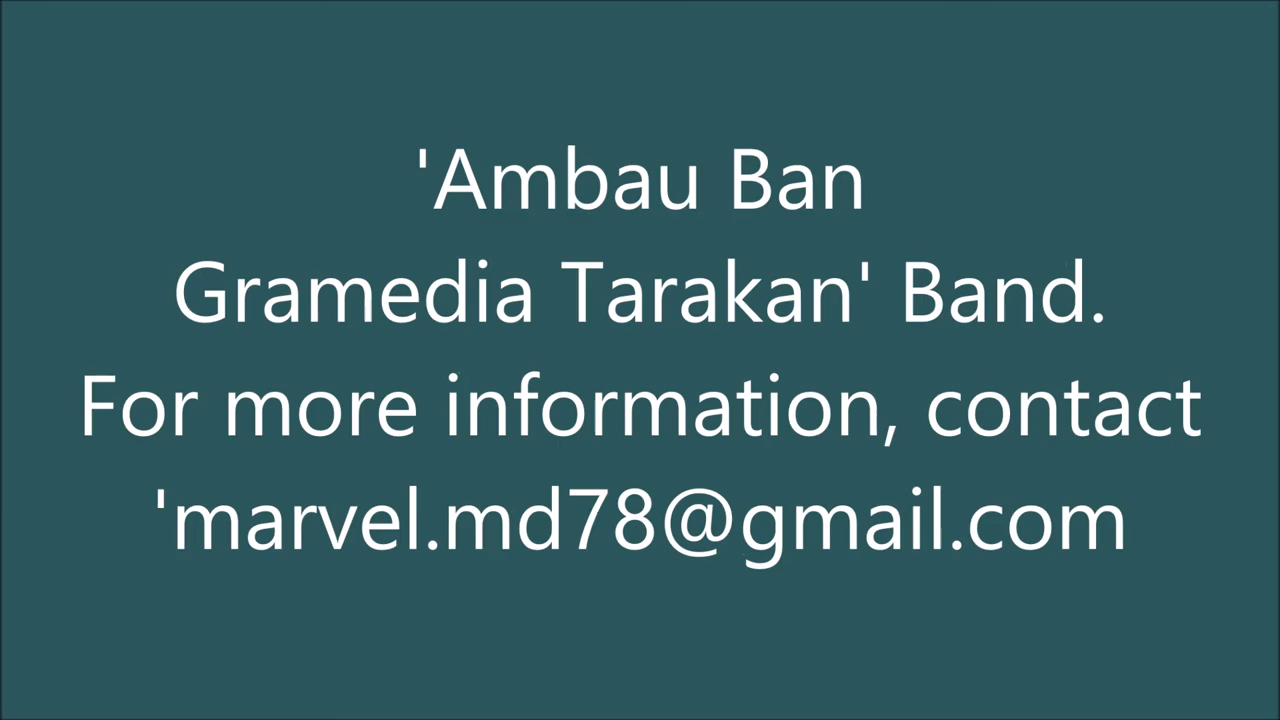 'Ambau Ban
Gramedia Tarakan' Band.
For more information, contact
'marvel.md78@gmail.com